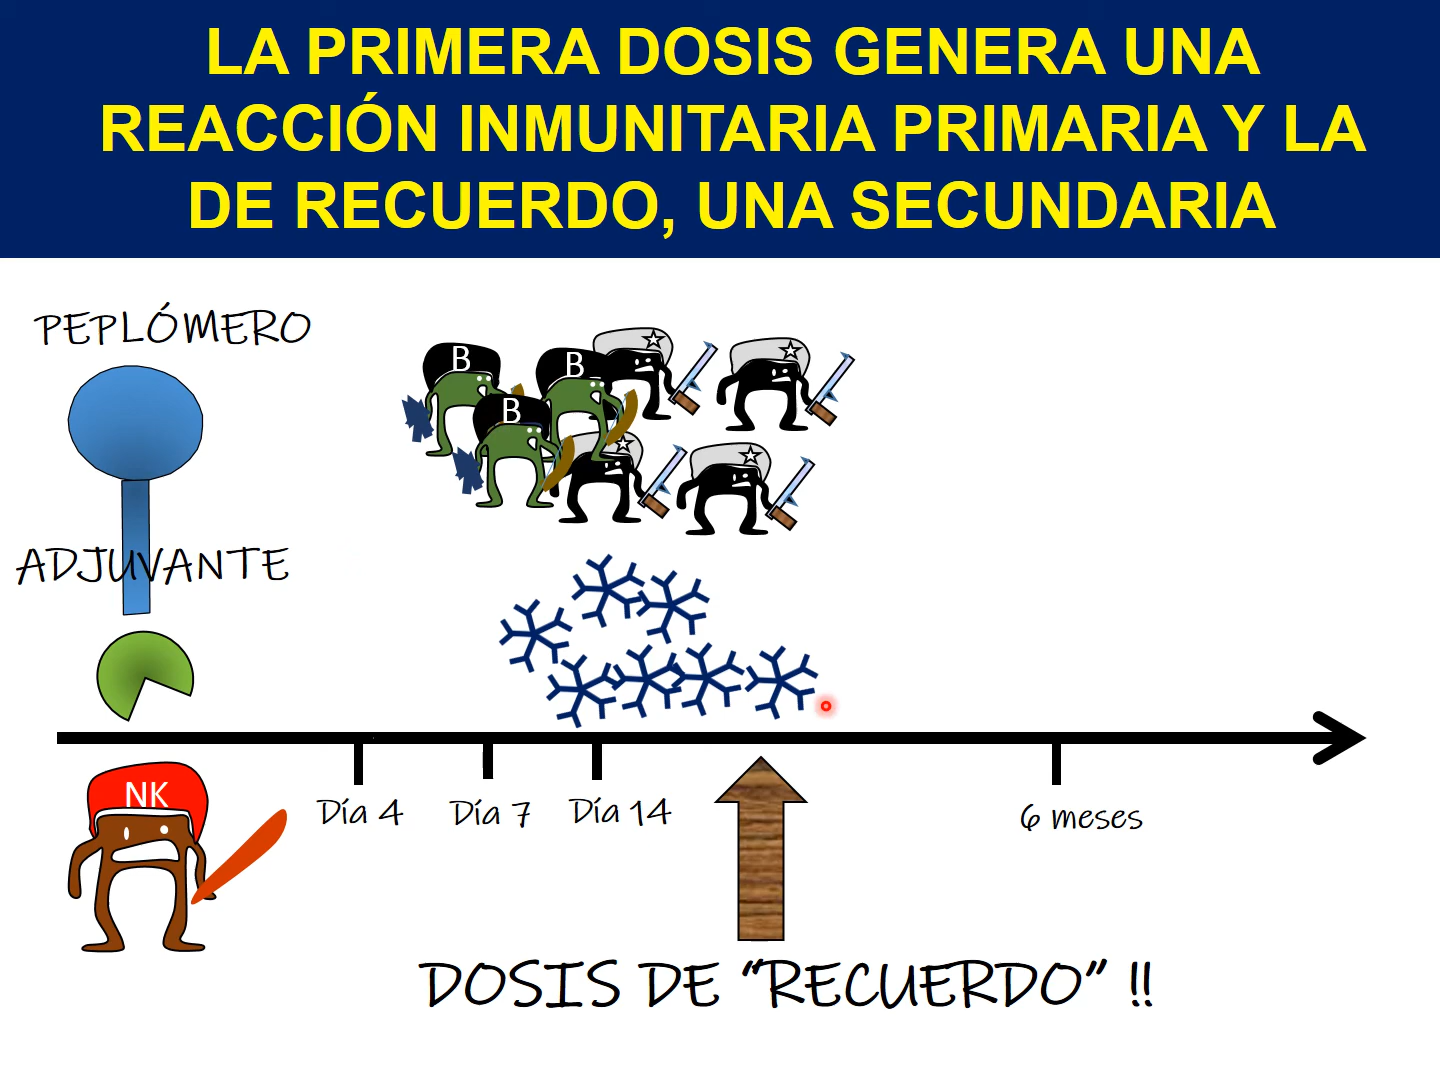 LA PRIMERA DOSIS GENERA UNA
REACCIÓN INMUNITARIA PRIMARIA Y LA
DE RECUERDO, UNA SECUNDARIA
PEPLÓMERO
B
B
B
ADJUVANTE
NK
Día 4
Día 7
Día 14
6 meses
DOSIS DE “RECUERDO” !!